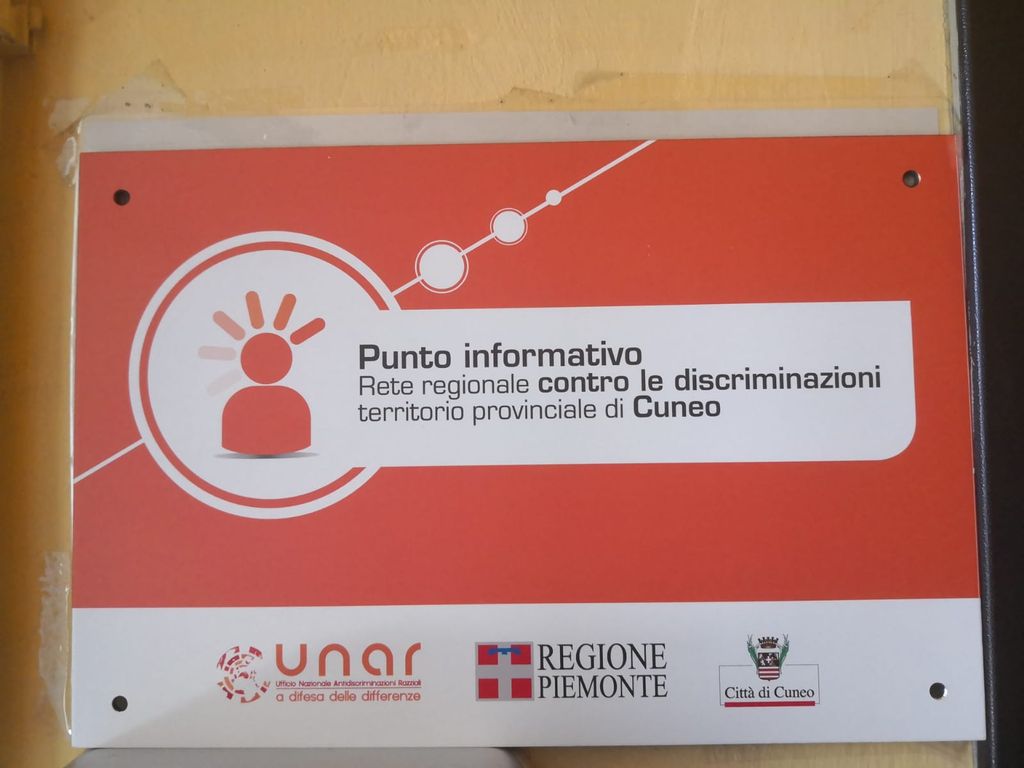 Punto informativo
Rete regionale contro le discriminazioni
territorio provinciale di Cuneo
unar
Ufficio Nazionale Antidiscriminazioni Razziali
a difesa delle differenze
REGIONE
PIEMONTE
Città di Cuneo